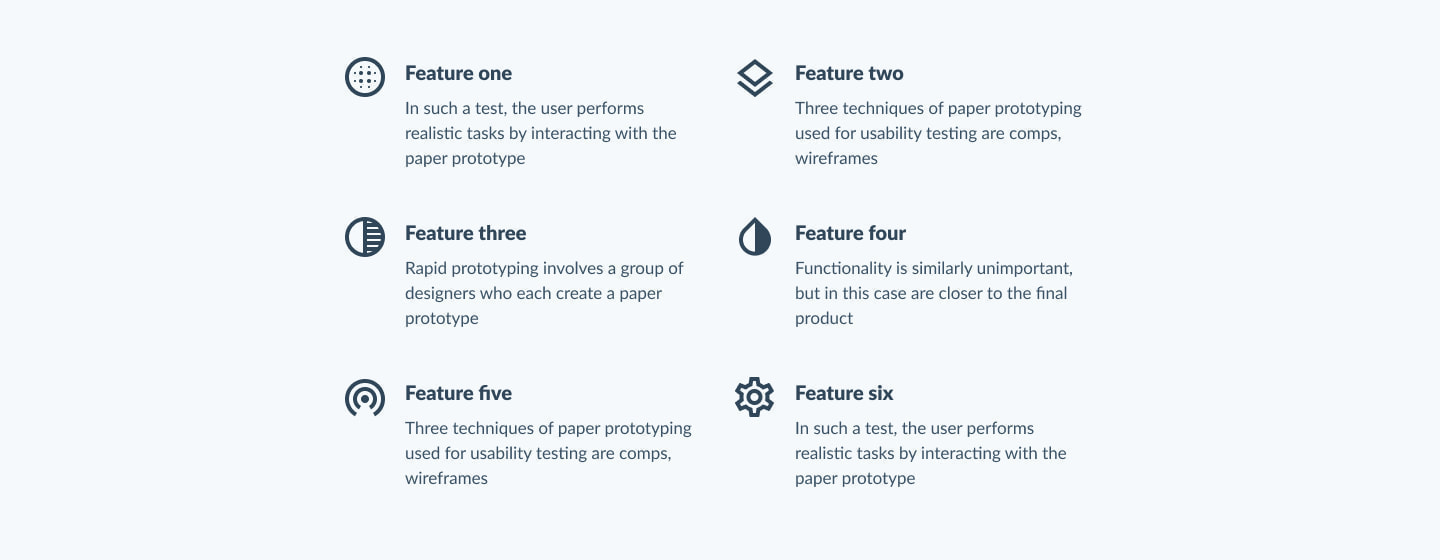 Feature one
In such a test, the user performs
realistic tasks by interacting with the
paper prototype
Feature two
Three techniques of paper prototyping
used for usability testing are comps,
wireframes
Feature three
Rapid prototyping involves a group of
designers who each create a paper
prototype
Feature four
Functionality is similarly unimportant,
but in this case are closer to the final
product
Feature five
Three techniques of paper prototyping
used for usability testing are comps,
wireframes
Feature six
In such a test, the user performs
realistic tasks by interacting with the
paper prototype